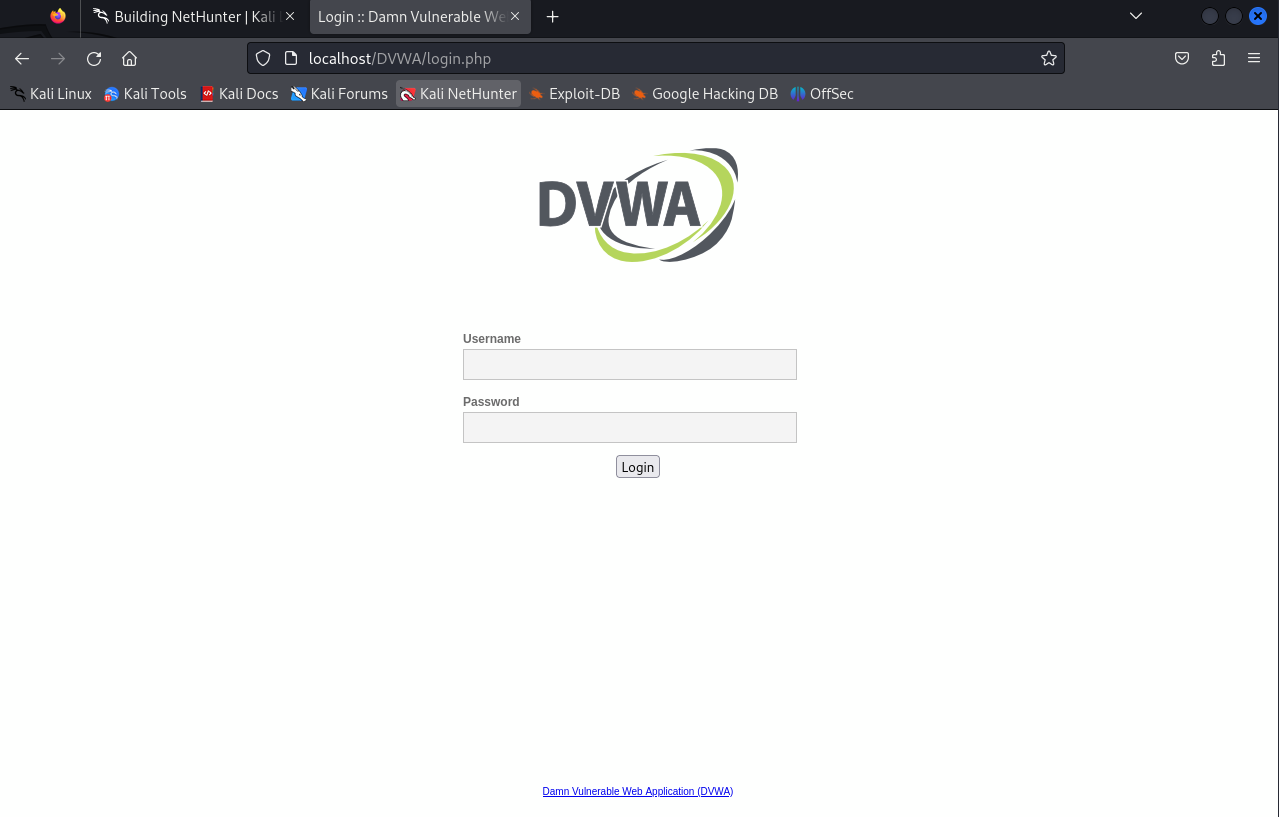 Building NetHunter | Kali
Login :: Damn Vulnerable We
localhost/DVWA/login.php
Kali Linux Kali Tools Kali Docs Kali Forums Kali NetHunter Exploit-DB Google Hacking DB OffSec
DVWA
Username
Password
Login
Damn Vulnerable Web Application (DVWA)